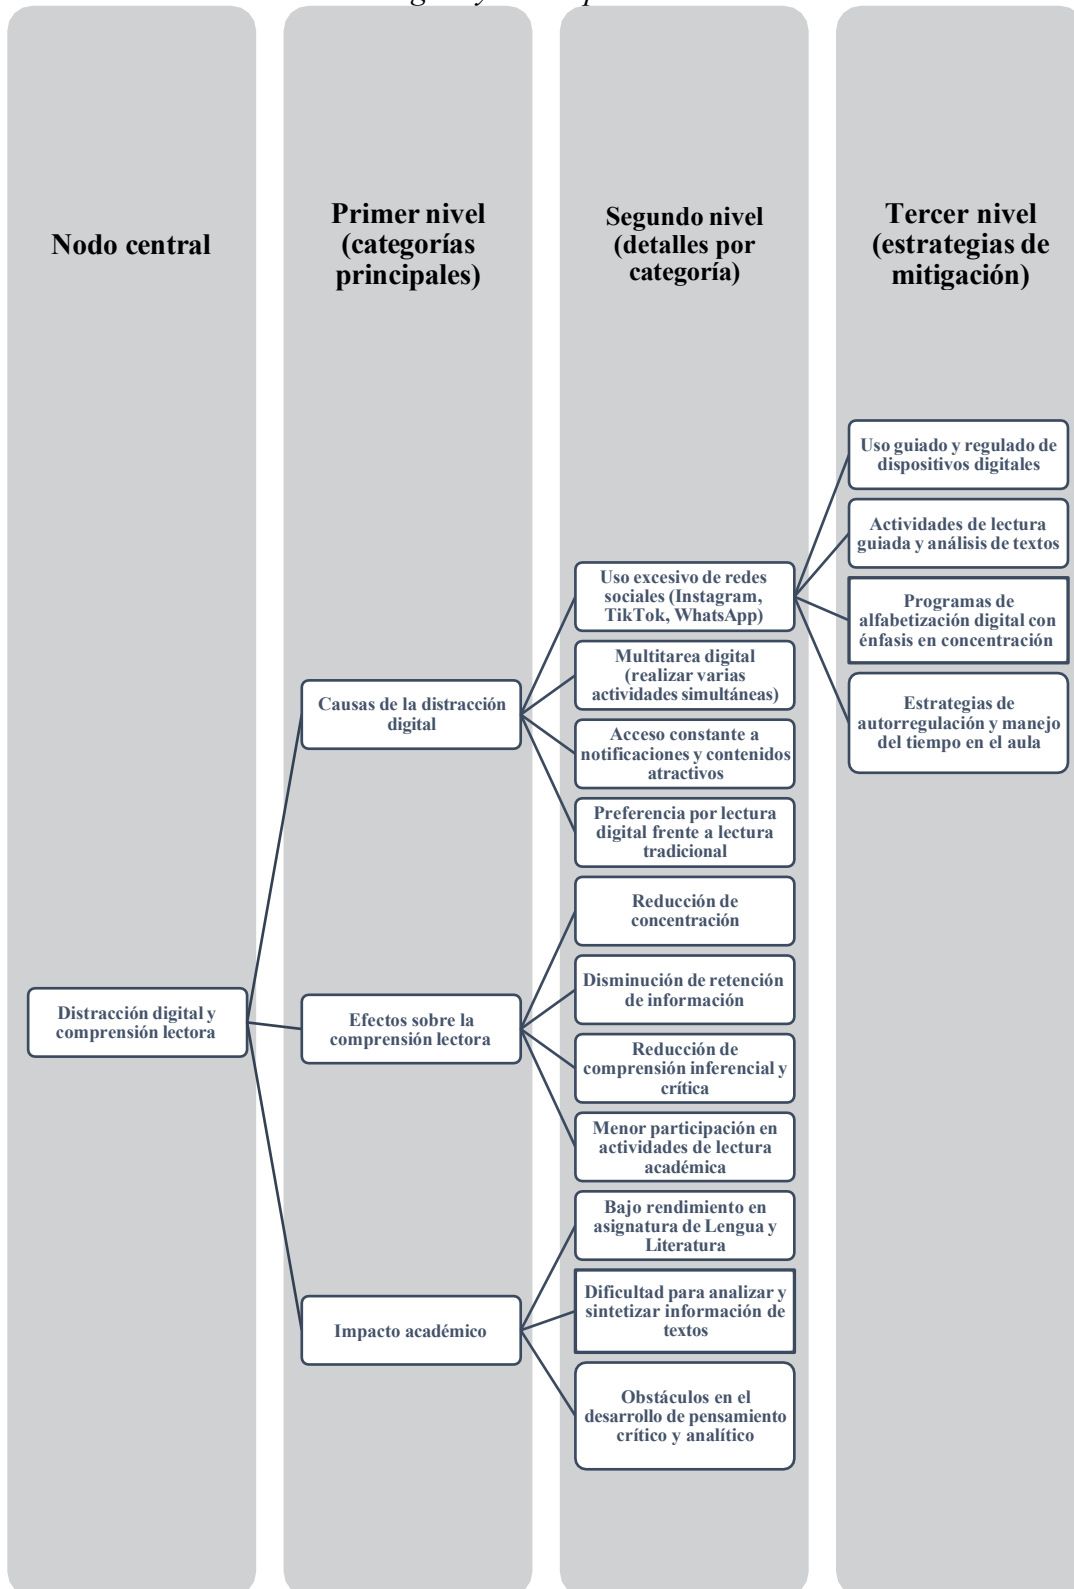 Nodo central
Primer nivel
(categorías
principales)
Segundo nivel
(detalles por
categoría)
Tercer nivel
(estrategias de
mitigación)
Distracción digital y
comprensión lectora
Causas de la distracción
digital
Efectos sobre la
comprensión lectora
Impacto académico
Uso excesivo de redes
sociales (Instagram,
TikTok, WhatsApp)
Multitarea digital
(realizar varias
actividades simultáneas)
Acceso constante a
notificaciones y contenidos
atractivos
Preferencia por lectura
digital frente a lectura
tradicional
Reducción de
concentración
Disminución de retención
de información
Reducción de
comprensión inferencial y
crítica
Menor participación en
actividades de lectura
académica
Bajo rendimiento en
asignatura de Lengua y
Literatura
Dificultad para analizar y
sintetizar información de
textos
Obstáculos en el
desarrollo de pensamiento
crítico y analítico
Uso guiado y regulado de
dispositivos digitales
Actividades de lectura
guiada y análisis de textos
Programas de
alfabetización digital con
énfasis en concentración
Estrategias de
autorregulación y manejo
del tiempo en el aula